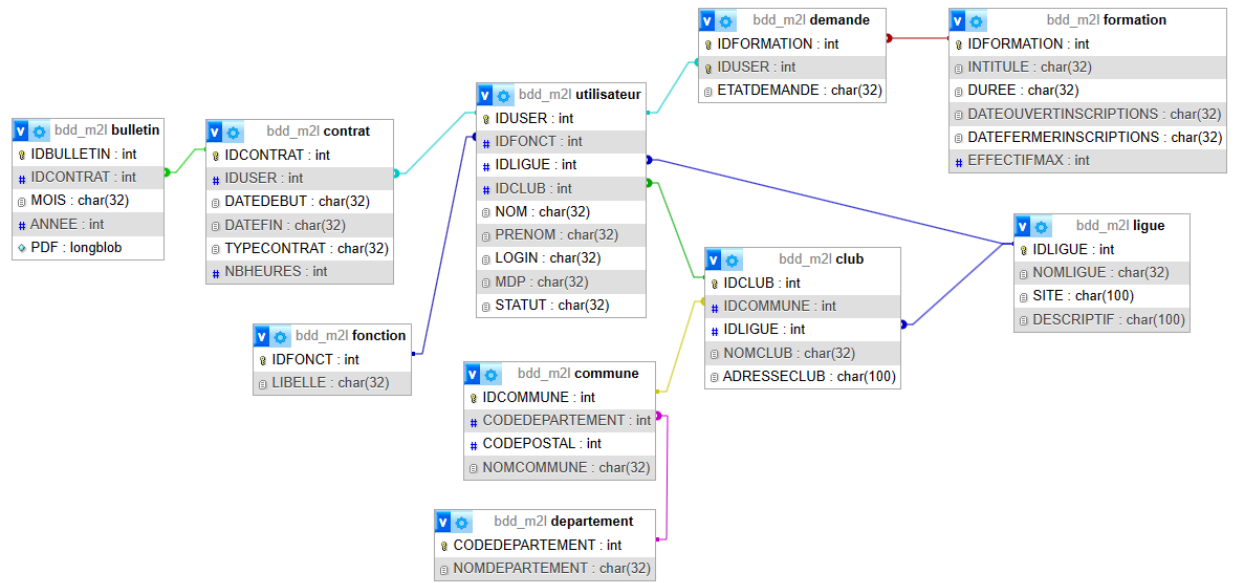 bdd_m2l demande
IDFORMATION : int
IDUSER : int
ETATDEMANDE : char(32)
bdd_m2l formation
IDFORMATION : int
INTITULE : char(32)
DUREE : char(32)
DATEOUVERTINSCRIPTIONS : char(32)
DATEFERMERINSCRIPTIONS : char(32)
EFFECTIFMAX : int
bdd_m2l utilisateur
IDUSER : int
IDFONCT : int
IDLIGUE : int
IDCLUB : int
NOM : char(32)
PRENOM : char(32)
LOGIN : char(32)
MDP : char(32)
STATUT : char(32)
bdd_m2l bulletin
IDBULLETIN : int
IDCONTRAT : int
MOIS : char(32)
ANNEE : int
PDF : longblob
bdd_m2l contrat
IDCONTRAT : int
IDUSER : int
DATEDEBUT : char(32)
DATEFIN : char(32)
TYPECONTRAT : char(32)
NBHEURES : int
bdd_m2l ligue
IDLIGUE : int
NOMLIGUE : char(32)
SITE : char(100)
DESCRIPTIF : char(100)
bdd_m2l club
IDCLUB : int
IDCOMMUNE : int
IDLIGUE : int
NOMCLUB : char(32)
ADRESSECLUB : char(100)
bdd_m2l fonction
IDFONCT : int
LIBELLE : char(32)
bdd_m2l commune
IDCOMMUNE : int
CODEDEPARTEMENT : int
CODEPOSTAL : int
NOMCOMMUNE : char(32)
bdd_m2l departement
CODEDEPARTEMENT : int
NOMDEPARTEMENT : char(32)